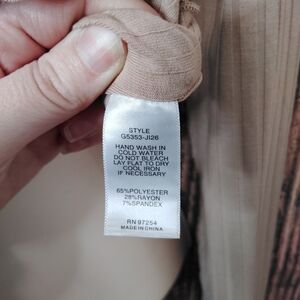 STYLE
G5353-JI26
HAND WASH IN
COLD WATER
DO NOT BLEACH
LAY FLAT TO DRY
COOL IRON
IF NECESSARY
65%POLYESTER
28%RAYON
7%SPANDEX
RN 97254
MADE IN CHINA